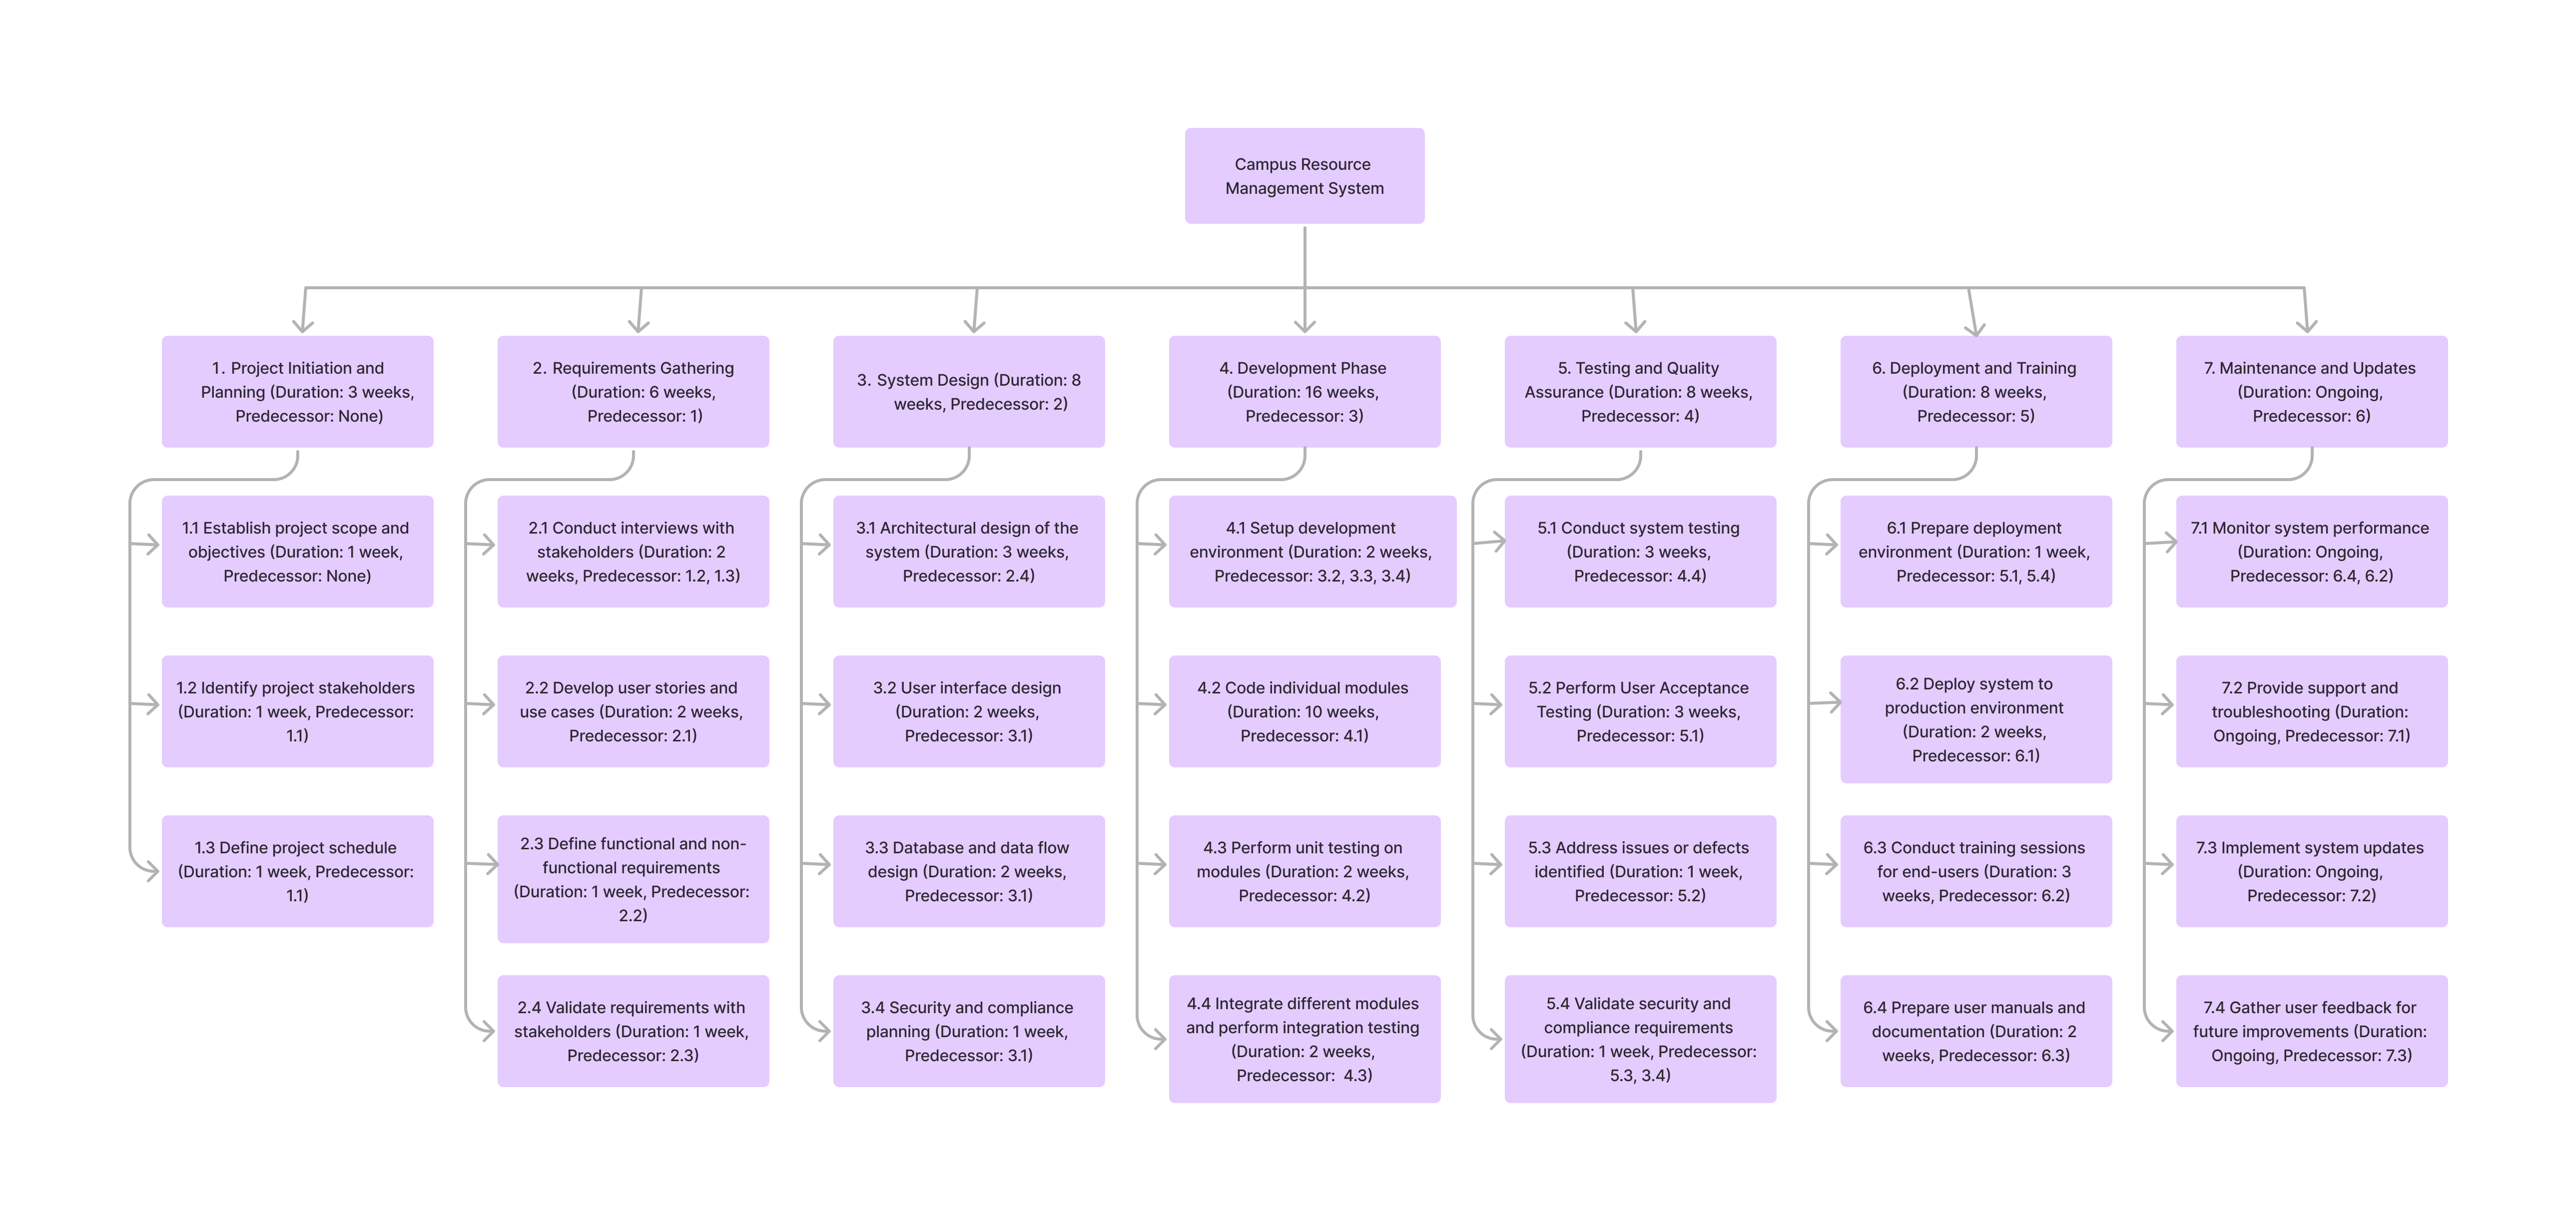 Campus Resource
Management System
1. Project Initiation and
Planning (Duration: 3 weeks,
Predecessor: None)
2. Requirements Gathering
(Duration: 6 weeks,
Predecessor: 1)
3. System Design (Duration: 8
weeks, Predecessor: 2)
4. Development Phase
(Duration: 16 weeks,
Predecessor: 3)
5. Testing and Quality
Assurance (Duration: 8 weeks,
Predecessor: 4)
6. Deployment and Training
(Duration: 8 weeks,
Predecessor: 5)
7. Maintenance and Updates
(Duration: Ongoing,
Predecessor: 6)
1.1 Establish project scope and
objectives (Duration: 1 week,
Predecessor: None)
2.1 Conduct interviews with
stakeholders (Duration: 2
weeks, Predecessor: 1.2, 1.3)
3.1 Architectural design of the
system (Duration: 3 weeks,
Predecessor: 2.4)
4.1 Setup development
environment (Duration: 2 weeks,
Predecessor: 3.2, 3.3, 3.4)
5.1 Conduct system testing
(Duration: 3 weeks,
Predecessor: 4.4)
6.1 Prepare deployment
environment (Duration: 1 week,
Predecessor: 5.1, 5.4)
7.1 Monitor system performance
(Duration: Ongoing,
Predecessor: 6.4, 6.2)
1.2 Identify project stakeholders
(Duration: 1 week, Predecessor:
1.1)
2.2 Develop user stories and
use cases (Duration: 2 weeks,
Predecessor: 2.1)
3.2 User interface design
(Duration: 2 weeks,
Predecessor: 3.1)
4.2 Code individual modules
(Duration: 10 weeks,
Predecessor: 4.1)
5.2 Perform User Acceptance
Testing (Duration: 3 weeks,
Predecessor: 5.1)
6.2 Deploy system to
production environment
(Duration: 2 weeks,
Predecessor: 6.1)
7.2 Provide support and
troubleshooting (Duration:
Ongoing, Predecessor: 7.1)
1.3 Define project schedule
(Duration: 1 week, Predecessor:
1.1)
2.3 Define functional and non-
functional requirements
(Duration: 1 week, Predecessor:
2.2)
3.3 Database and data flow
design (Duration: 2 weeks,
Predecessor: 3.1)
4.3 Perform unit testing on
modules (Duration: 2 weeks,
Predecessor: 4.2)
5.3 Address issues or defects
identified (Duration: 1 week,
Predecessor: 5.2)
6.3 Conduct training sessions
for end-users (Duration: 3
weeks, Predecessor: 6.2)
7.3 Implement system updates
(Duration: Ongoing,
Predecessor: 7.2)
2.4 Validate requirements with
stakeholders (Duration: 1 week,
Predecessor: 2.3)
3.4 Security and compliance
planning (Duration: 1 week,
Predecessor: 3.1)
4.4 Integrate different modules
and perform integration testing
(Duration: 2 weeks,
Predecessor:  4.3)
5.4 Validate security and
compliance requirements
(Duration: 1 week, Predecessor:
5.3, 3.4)
6.4 Prepare user manuals and
documentation (Duration: 2
weeks, Predecessor: 6.3)
7.4 Gather user feedback for
future improvements (Duration:
Ongoing, Predecessor: 7.3)